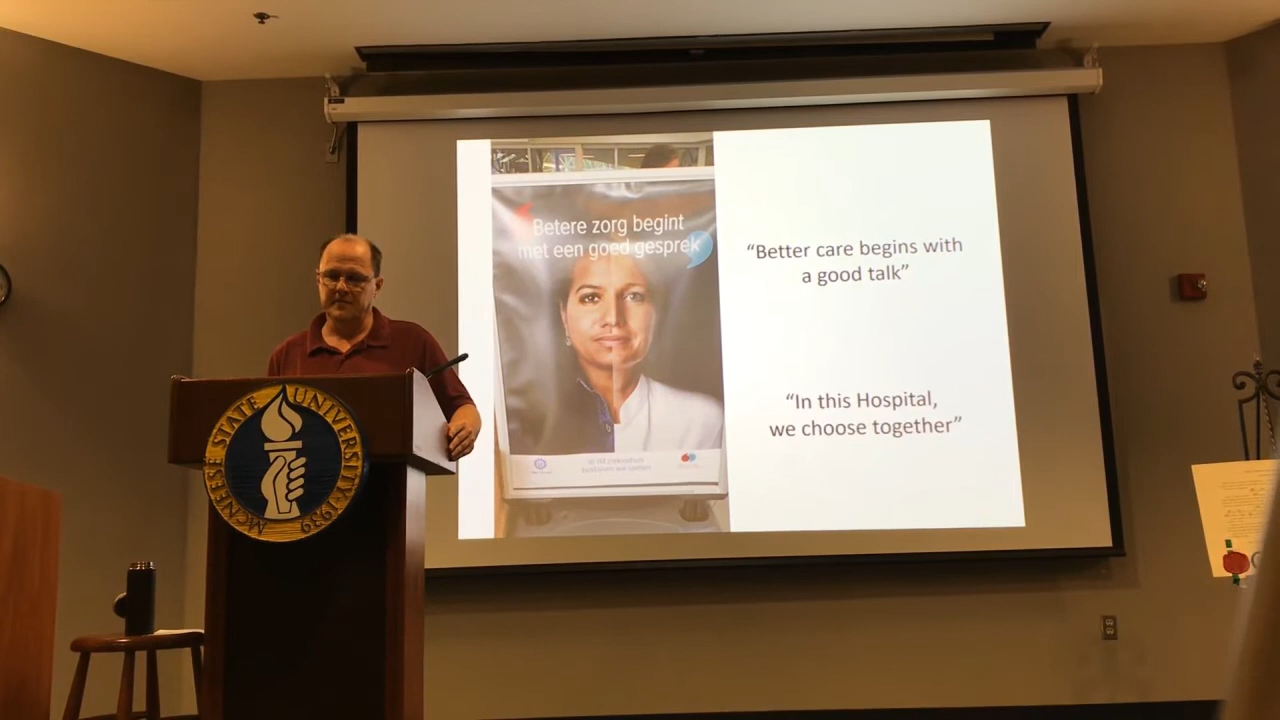 Betere zorg begint
met een goed gesprek
“Better care begins with
a good talk”
“In this Hospital,
we choose together”
MCNEESE STATE UNIVERSITY · 1939